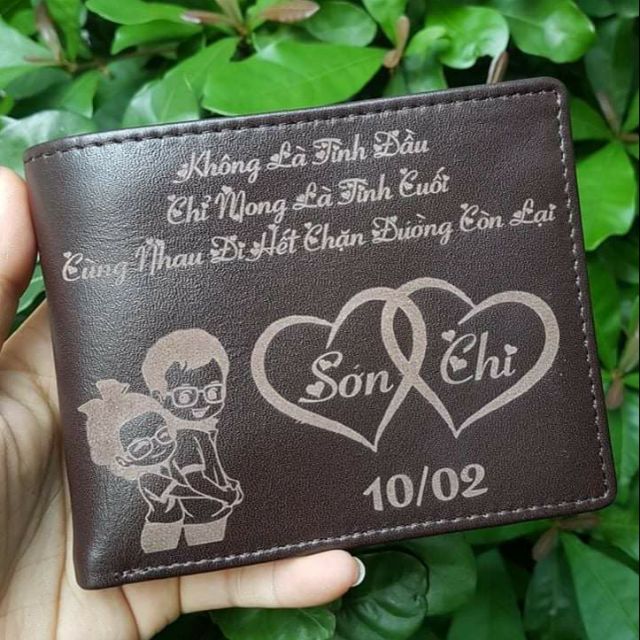 Không Là Tình Đầu
Chỉ Mong Là Tình Cuối
Cùng Nhau Đi Hết Chặn Đường Còn Lại
Sơn Chi
10/02